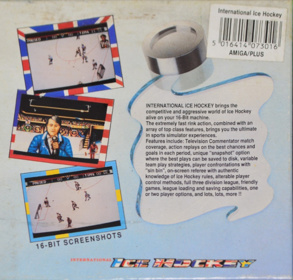 International Ice Hockey
5 016414 073016
AMIGA/PLUS
INTERNATIONAL ICE HOCKEY brings the
competitive and aggressive world of Ice Hockey
alive on your 16-Bit machine.
The extremely fast rink action, combined with an
array of top class features, brings you the ultimate
in sports simulator experiences.
Features include: Television Commentator match
coverage, action replays on the best chances and
goals in each period, unique "snapshot" option
where the best plays can be saved to disk, variable
team play strategies, player confrontations with
"sin bin", on-screen referee with authentic
knowledge of Ice Hockey rules, alterable player
control methods, full three division league, friendly
games, league loading and saving capabilities, one
or two player options, and lots, lots, more !!
16-BIT SCREENSHOTS
INTERNATIONAL
ICE HOCKEY